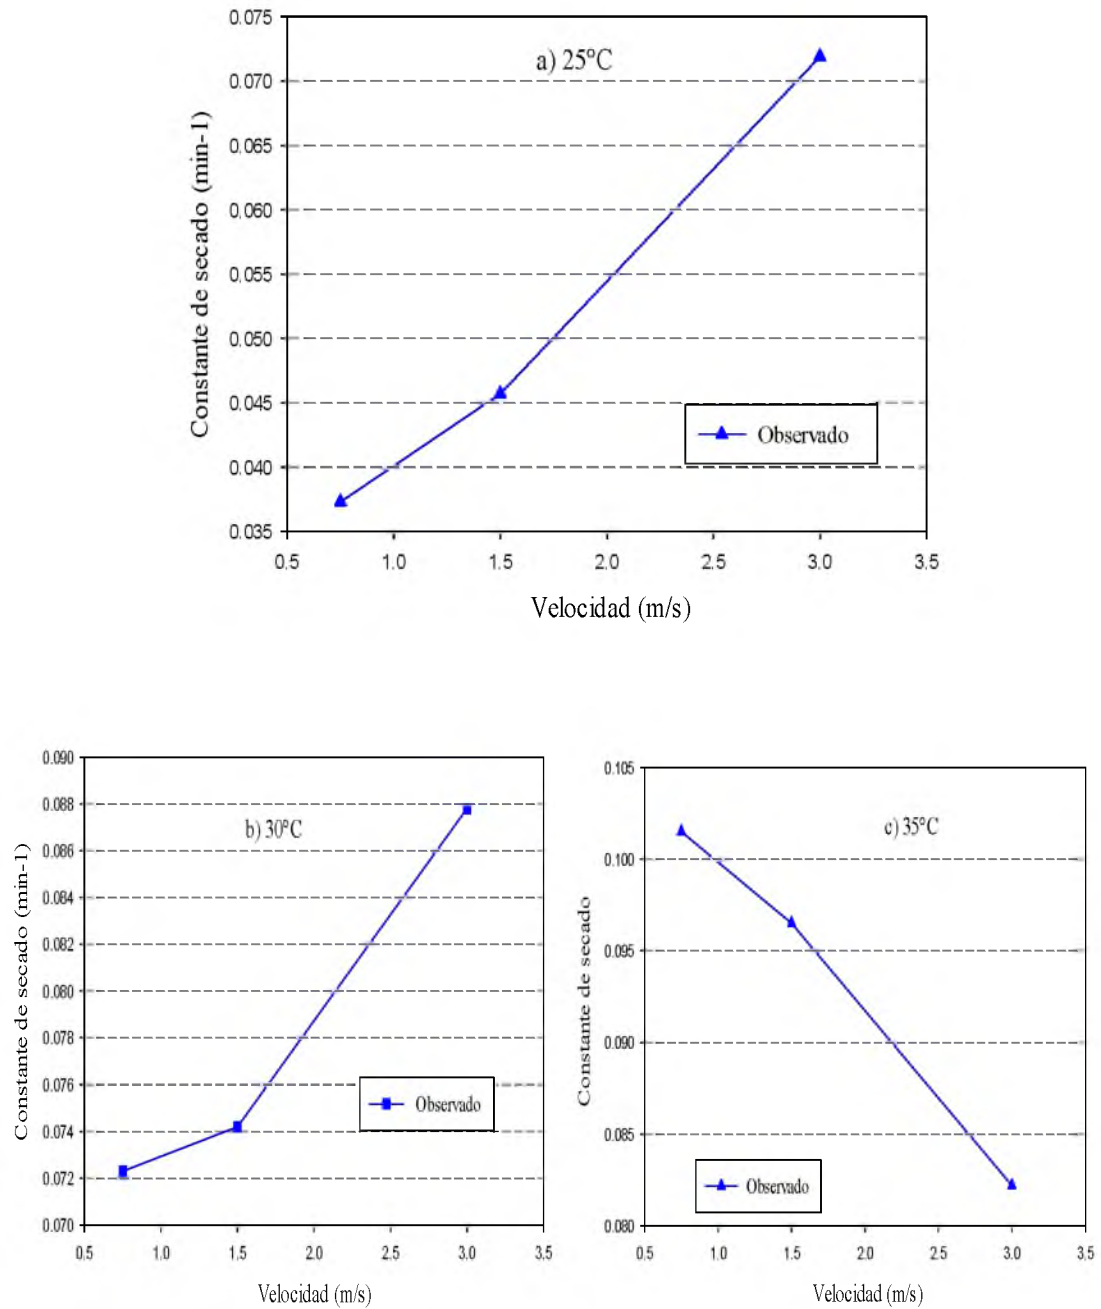 a) 25°C
Constante de secado (min-1)
0.075
0.070
0.065
0.060
0.055
0.050
0.045
0.040
0.035
Observado
0.5 1.0 1.5 2.0 2.5 3.0 3.5
Velocidad (m/s)
b) 30°C
Constante de secado (min-1)
0.090
0.088
0.086
0.084
0.082
0.080
0.078
0.076
0.074
0.072
0.070
Observado
0.5 1.0 1.5 2.0 2.5 3.0 3.5
Velocidad (m/s)
c) 35°C
Constante de secado
0.105
0.100
0.095
0.090
0.085
0.080
Observado
0.5 1.0 1.5 2.0 2.5 3.0 3.5
Velocidad (m/s)